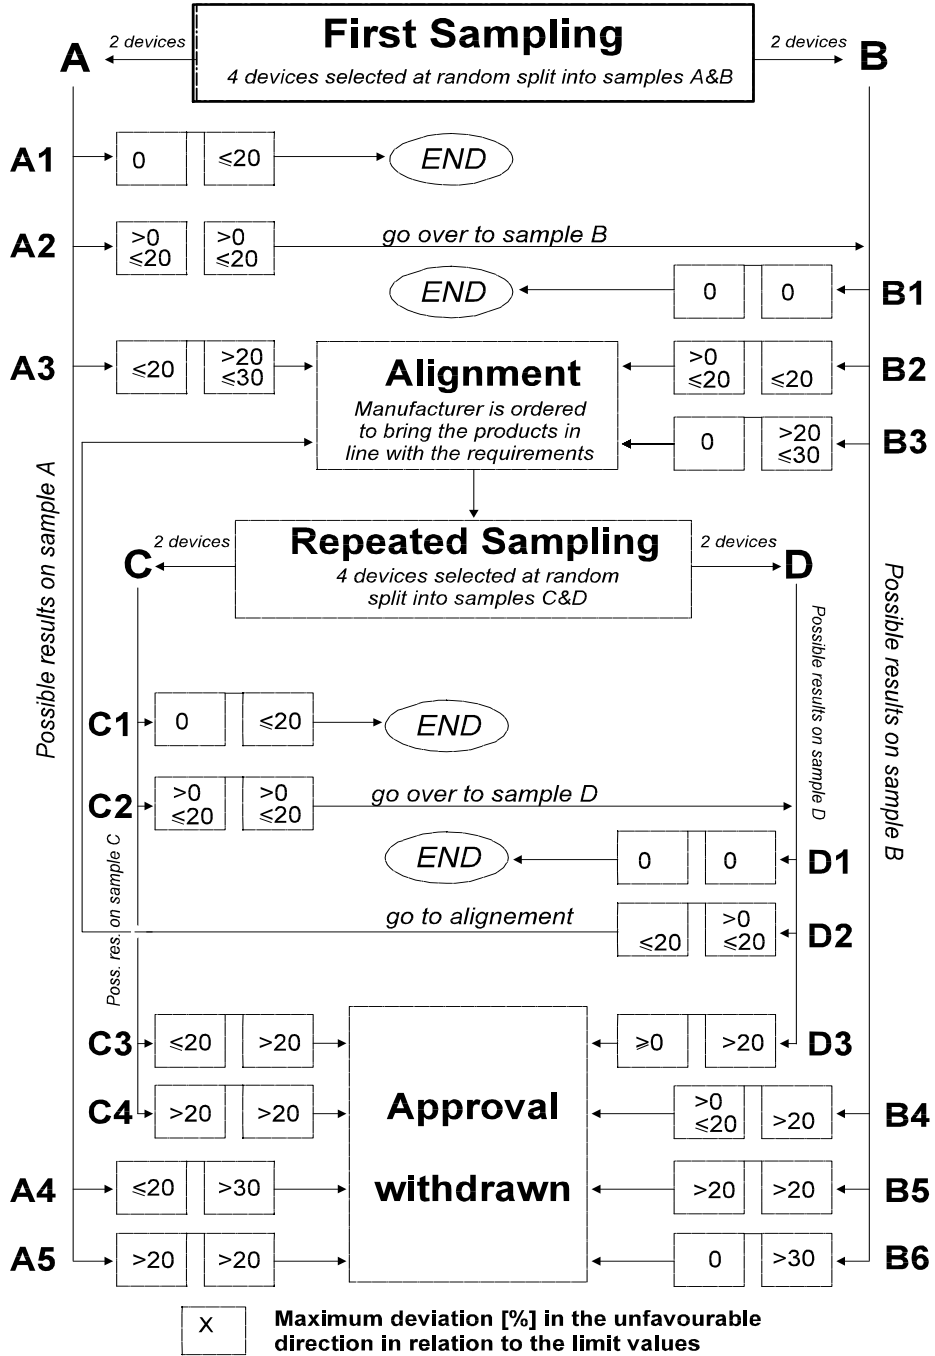 First Sampling
4 devices selected at random split into samples A&B
A
2 devices
2 devices
B
A1
0
≤20
END
A2
>0
≤20
>0
≤20
go over to sample B
END
0
0
B1
A3
≤20
>20
≤30
Alignment
Manufacturer is ordered
to bring the products in
line with the requirements
>0
≤20
≤20
B2
0
>20
≤30
B3
Possible results on sample A
Possible results on sample B
C
2 devices
Repeated Sampling
4 devices selected at random
split into samples C&D
2 devices
D
Poss. res. on sample C
Possible results on sample D
C1
0
≤20
END
C2
>0
≤20
>0
≤20
go over to sample D
END
0
0
D1
go to alignement
≤20
>0
≤20
D2
C3
≤20
>20
Approval
withdrawn
≥0
>20
D3
C4
>20
>20
>0
≤20
>20
B4
A4
≤20
>30
>20
>20
B5
A5
>20
>20
0
>30
B6
X
Maximum deviation [%] in the unfavourable
direction in relation to the limit values